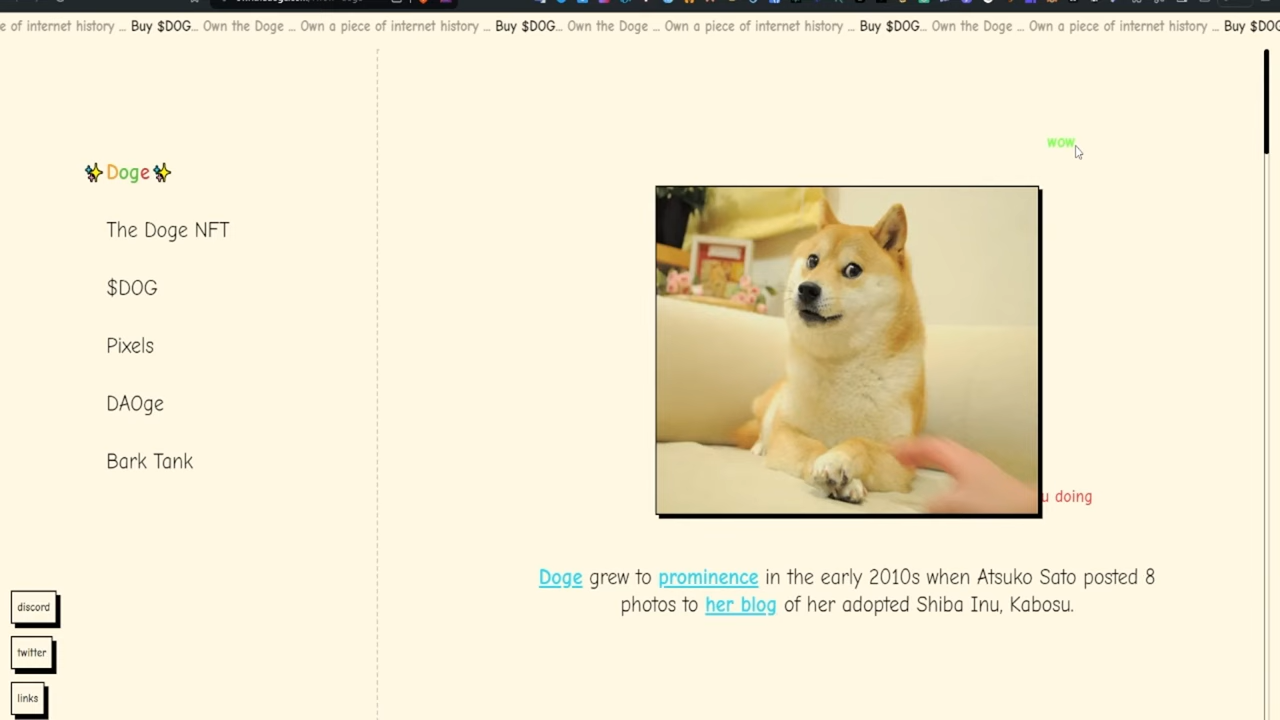 e of internet history ... Buy $DOG... Own the Doge ... Own a piece of internet history ... Buy $DOG... Own the Doge ... Own a piece of internet history ... Buy $DOG... Own the Doge ... Own a piece of internet history ... Buy $DOG
wow
Doge
The Doge NFT
$DOG
Pixels
DAOge
Bark Tank
u doing
Doge grew to prominence in the early 2010s when Atsuko Sato posted 8
photos to her blog of her adopted Shiba Inu, Kabosu.
discord
twitter
links